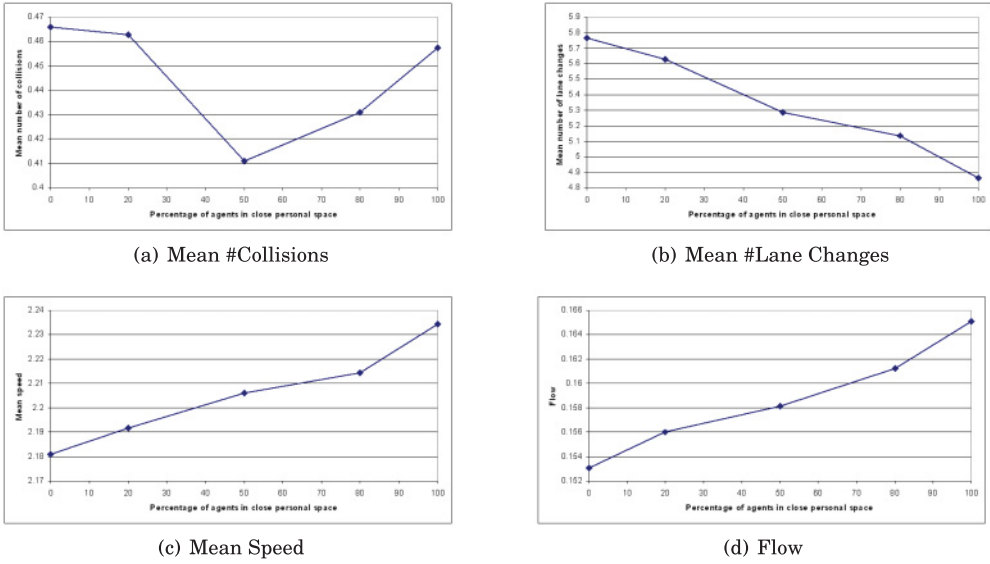 0.47
0.46
0.45
0.44
0.43
0.42
0.41
0.4
Mean number of collisions
0 10 20 30 40 50 60 70 80 90 100
Percentage of agents in close personal space
(a) Mean #Collisions
5.9
5.8
5.7
5.6
5.5
5.4
5.3
5.2
5.1
5
4.9
4.8
Mean number of lane changes
0 10 20 30 40 50 60 70 80 90 100
Percentage of agents in close personal space
(b) Mean #Lane Changes
2.24
2.23
2.22
2.21
2.2
2.19
2.18
2.17
Mean speed
0 10 20 30 40 50 60 70 80 90 100
Percentage of agents in close personal space
(c) Mean Speed
0.166
0.164
0.162
0.16
0.158
0.156
0.154
0.152
Flow
0 10 20 30 40 50 60 70 80 90 100
Percentage of agents in close personal space
(d) Flow